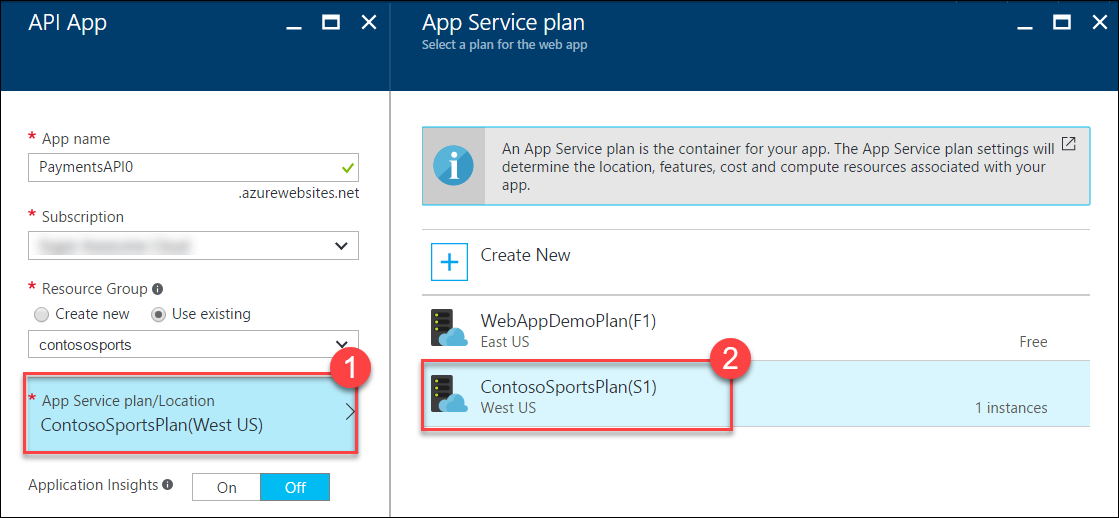 API App
* App name
PaymentsAPI0
.azurewebsites.net
* Subscription
* Resource Group
Create new
Use existing
contososports
1
* App Service plan/Location
ContosoSportsPlan(West US)
Application Insights
On
Off
App Service plan
Select a plan for the web app
An App Service plan is the container for your app. The App Service plan settings will
determine the location, features, cost and compute resources associated with your
app.
Create New
WebAppDemoPlan(F1)
East US
Free
2
ContosoSportsPlan(S1)
West US
1 instances